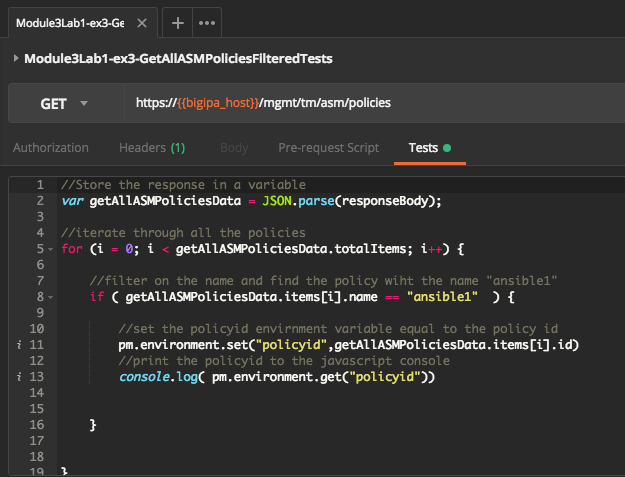 Module3Lab1-ex3-Ge
Module3Lab1-ex3-GetAllASMPoliciesFilteredTests
GET https://{{bigipa_host}}/mgmt/tm/asm/policies
Authorization Headers (1) Body Pre-request Script Tests
1 //Store the response in a variable
2 var getAllASMPoliciesData = JSON.parse(responseBody);
3
4 //iterate through all the policies
5 for (i = 0; i < getAllASMPoliciesData.totalItems; i++) {
6
7 //filter on the name and find the policy wiht the name "ansible1"
8 if ( getAllASMPoliciesData.items[i].name == "ansible1"  ) {
9
10 //set the policyid envirnment variable equal to the policy id
i 11 pm.environment.set("policyid",getAllASMPoliciesData.items[i].id)
12 //print the policyid to the javascript console
i 13 console.log( pm.environment.get("policyid"))
14
15
16 }
17
18
19 }